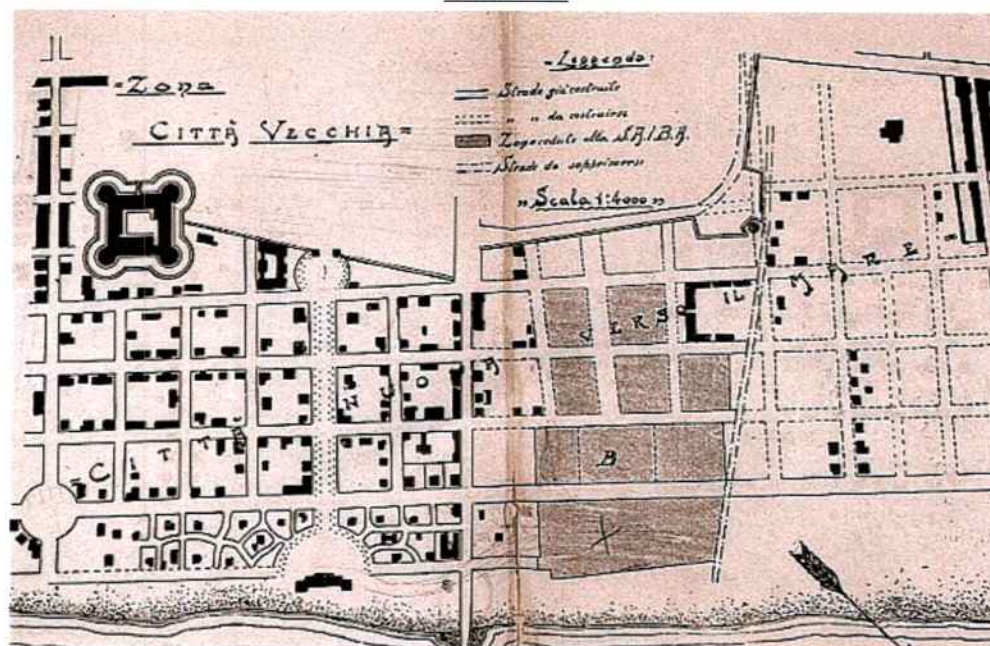 = Zona
CITTÀ VECCHIA =
= Leggenda:
Strade già costruite
" " da costruirsi
Zone cedute alla S.A.I.B.A.
Strade da sopprimersi
" Scala 1:4000 "
VERSO IL MARE
CITTÀ
B
X